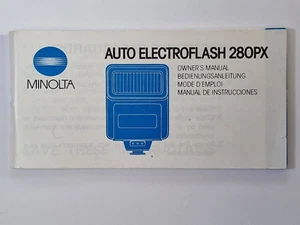 AUTO ELECTROFLASH 280PX
MINOLTA
OWNER'S MANUAL
BEDIENUNGSANLEITUNG
MODE D'EMPLOI
MANUAL DE INSTRUCCIONES